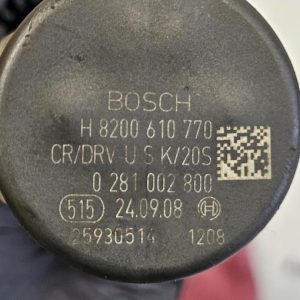 BOSCH
H 8200 610 770
CR/DRV-U S K/20S
0 281 002 800
515 24.09.08
25930514 1208